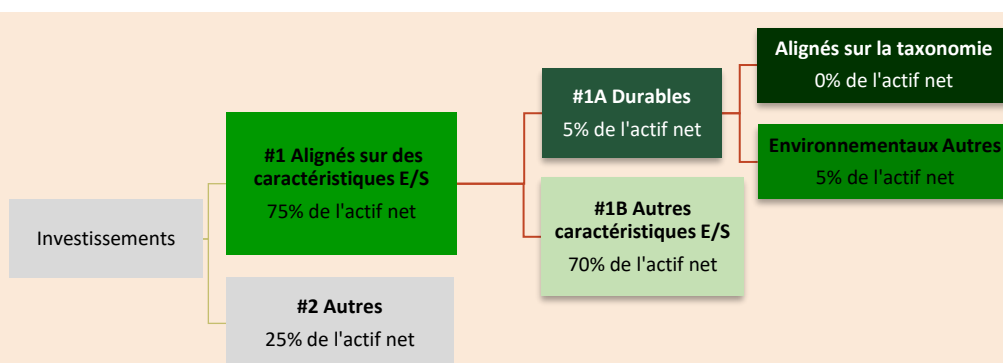 Investissements
#1 Alignés sur des
caractéristiques E/S
75% de l'actif net
#2 Autres
25% de l'actif net
#1A Durables
5% de l'actif net
#1B Autres
caractéristiques E/S
70% de l'actif net
Alignés sur la taxonomie
0% de l'actif net
Environnementaux Autres
5% de l'actif net